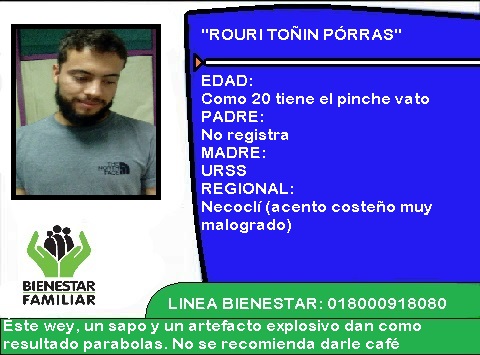 "ROURI TOÑIN PÓRRAS"
EDAD:
Como 20 tiene el pinche vato
PADRE:
No registra
MADRE:
URSS
REGIONAL:
Necoclí (acento costeño muy
malogrado)
THE
NORTH
FACE
BIENESTAR
FAMILIAR
LINEA BIENESTAR: 018000918080
Éste wey, un sapo y un artefacto explosivo dan como
resultado parabolas. No se recomienda darle café